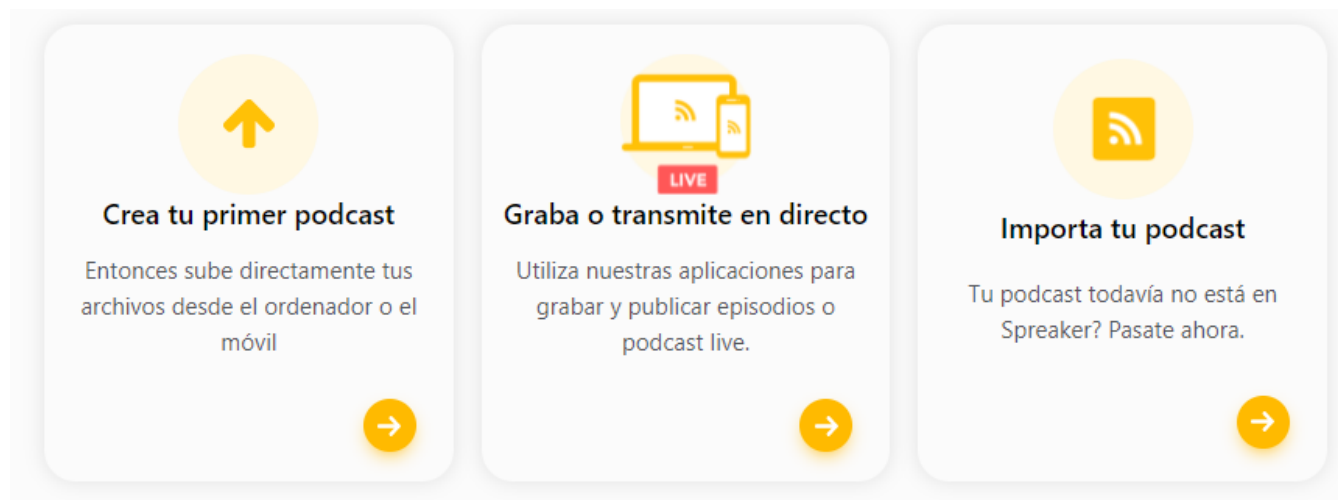 Crea tu primer podcast
Entonces sube directamente tus
archivos desde el ordenador o el
móvil
LIVE
Graba o transmite en directo
Utiliza nuestras aplicaciones para
grabar y publicar episodios o
podcast live.
Importa tu podcast
Tu podcast todavía no está en
Spreaker? Pasate ahora.